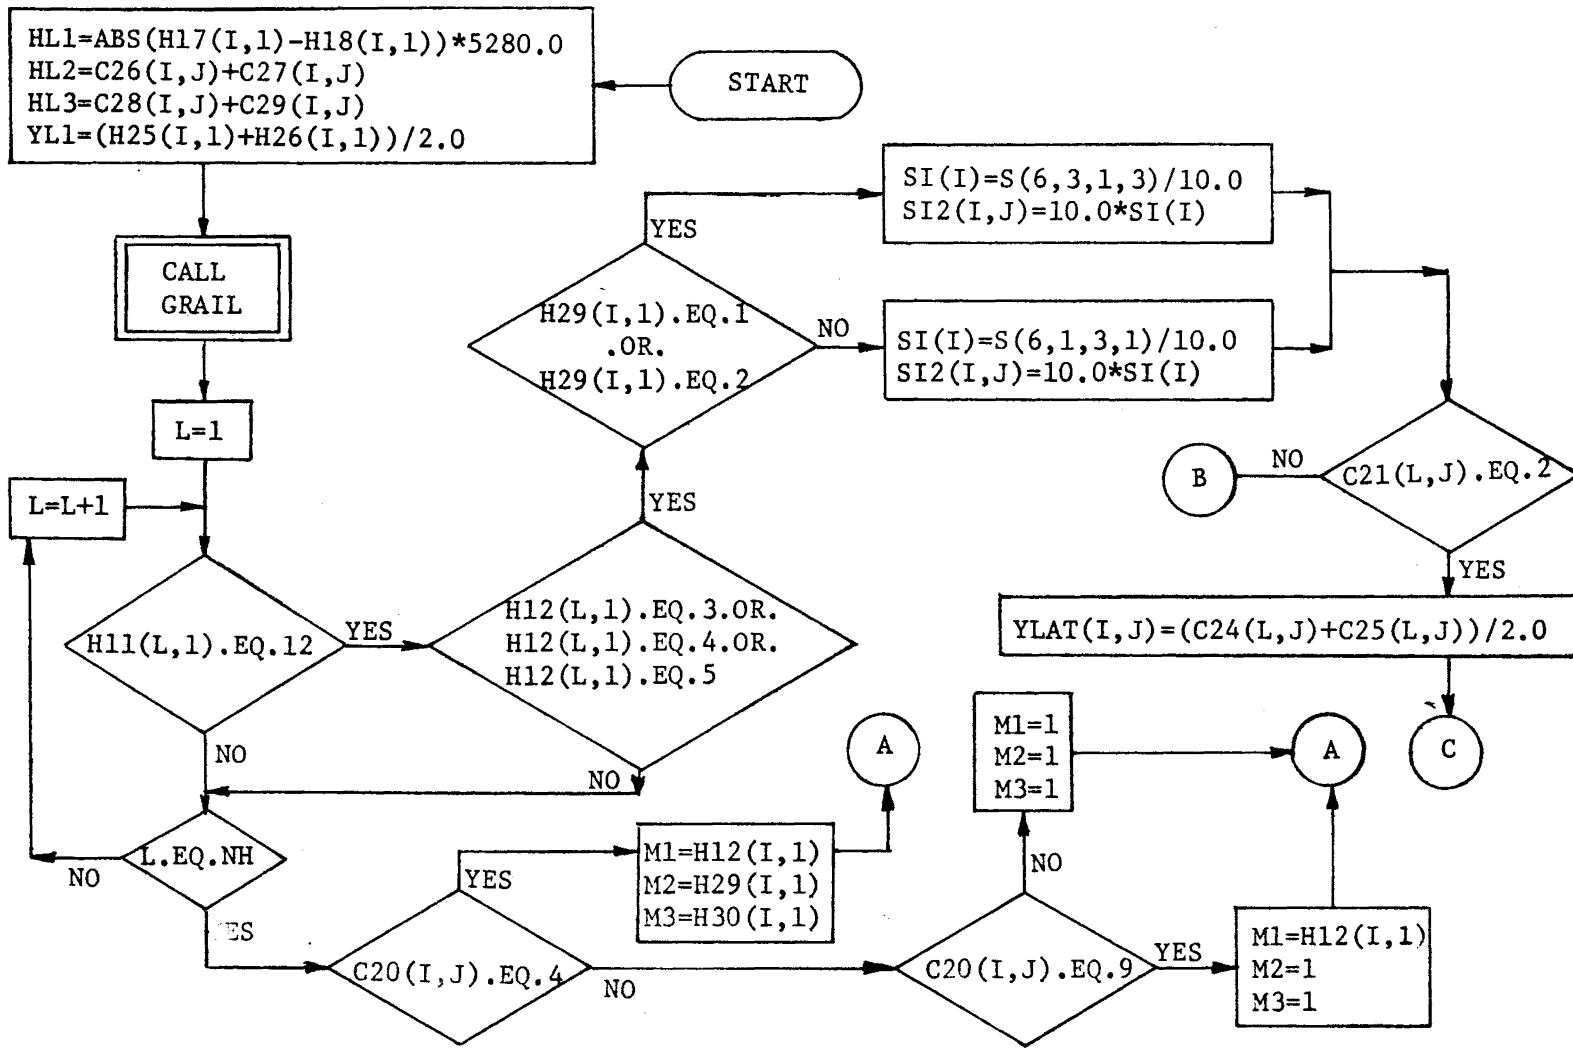 HL1=ABS(H17(I,1)-H18(I,1))*5280.0
HL2=C26(I,J)+C27(I,J)
HL3=C28(I,J)+C29(I,J)
YL1=(H25(I,1)+H26(I,1))/2.0
START
CALL
GRAIL
L=1
L=L+1
H11(L,1).EQ.12
YES
NO
H12(L,1).EQ.3.OR.
H12(L,1).EQ.4.OR.
H12(L,1).EQ.5
YES
NO
H29(I,1).EQ.1
.OR.
H29(I,1).EQ.2
YES
NO
SI(I)=S(6,3,1,3)/10.0
SI2(I,J)=10.0*SI(I)
SI(I)=S(6,1,3,1)/10.0
SI2(I,J)=10.0*SI(I)
C21(L,J).EQ.2
NO
B
YES
YLAT(I,J)=(C24(L,J)+C25(L,J))/2.0
C
L.EQ.NH
NO
ES
C20(I,J).EQ.4
YES
M1=H12(I,1)
M2=H29(I,1)
M3=H30(I,1)
A
NO
C20(I,J).EQ.9
NO
M1=1
M2=1
M3=1
A
YES
M1=H12(I,1)
M2=1
M3=1